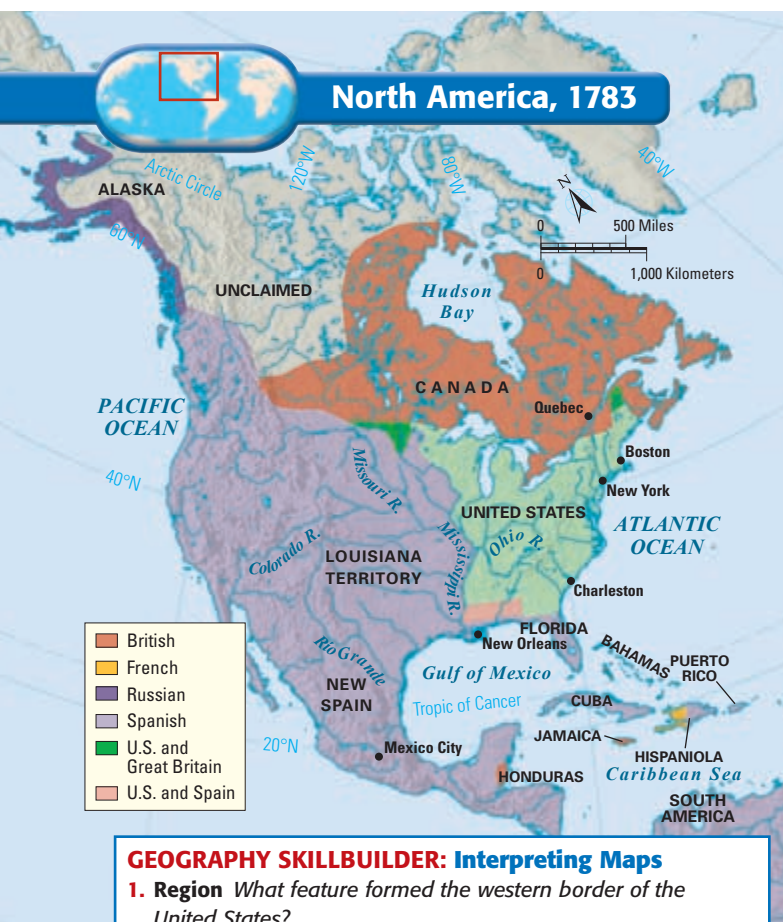 North America, 1783
Arctic Circle
120°W
80°W
40°W
ALASKA
60°N
N
0
500 Miles
0
1,000 Kilometers
UNCLAIMED
Hudson
Bay
CANADA
PACIFIC
OCEAN
Quebec
Boston
40°N
Missouri R.
New York
UNITED STATES
ATLANTIC
OCEAN
Mississippi R.
Ohio R.
Colorado R.
LOUISIANA
TERRITORY
Charleston
British
French
Russian
Spanish
U.S. and
Great Britain
U.S. and Spain
FLORIDA
New Orleans
BAHAMAS
PUERTO
RICO
Rio Grande
Gulf of Mexico
NEW
SPAIN
Tropic of Cancer
CUBA
20°N
Mexico City
JAMAICA
HISPANIOLA
HONDURAS
Caribbean Sea
SOUTH
AMERICA
GEOGRAPHY SKILLBUILDER: Interpreting Maps
1. Region What feature formed the western border of the
United States?